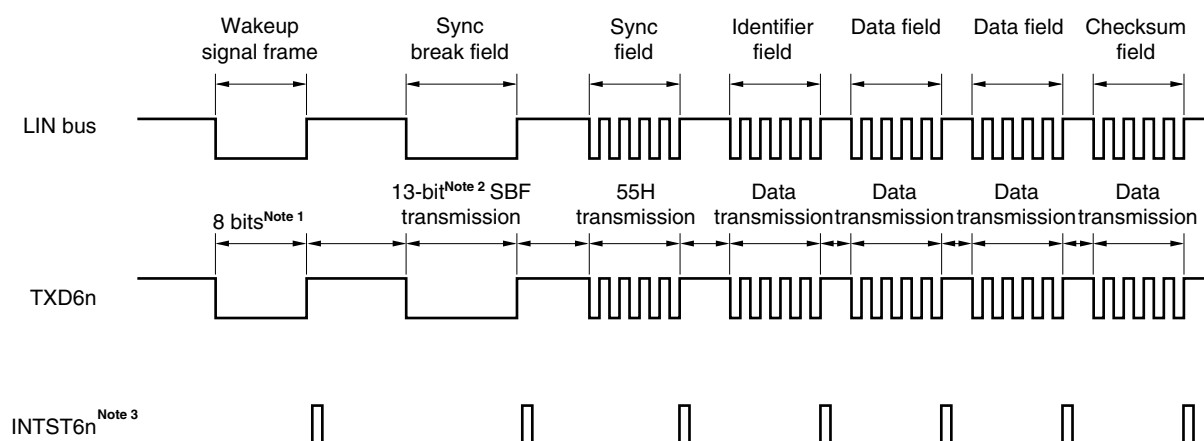 Wakeup
signal frame
Sync
break field
Sync
field
Identifier
field
Data field
Data field
Checksum
field
LIN bus
8 bitsNote 1
13-bitNote 2 SBF
transmission
55H
transmission
Data
transmission
Data
transmission
Data
transmission
Data
transmission
TXD6n
INTST6nNote 3